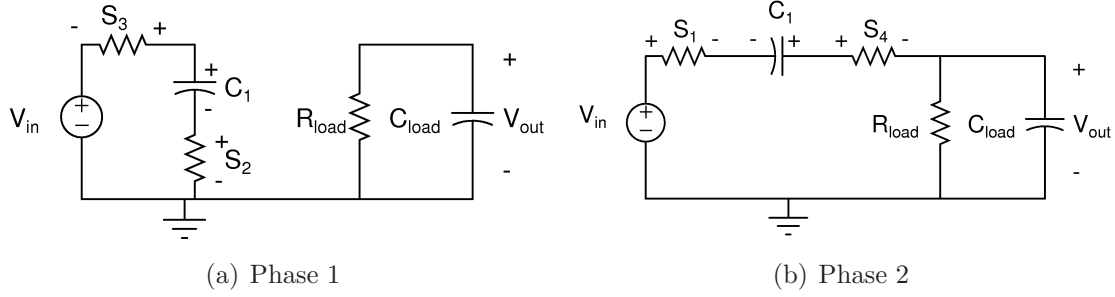 S3
- +
+
C1
-
+
S2
-
+
-
Vin
Rload
Cload
+
Vout
-
(a) Phase 1
S1
+ -
C1
- +
S4
+ -
+
-
Vin
Rload
Cload
+
Vout
-
(b) Phase 2